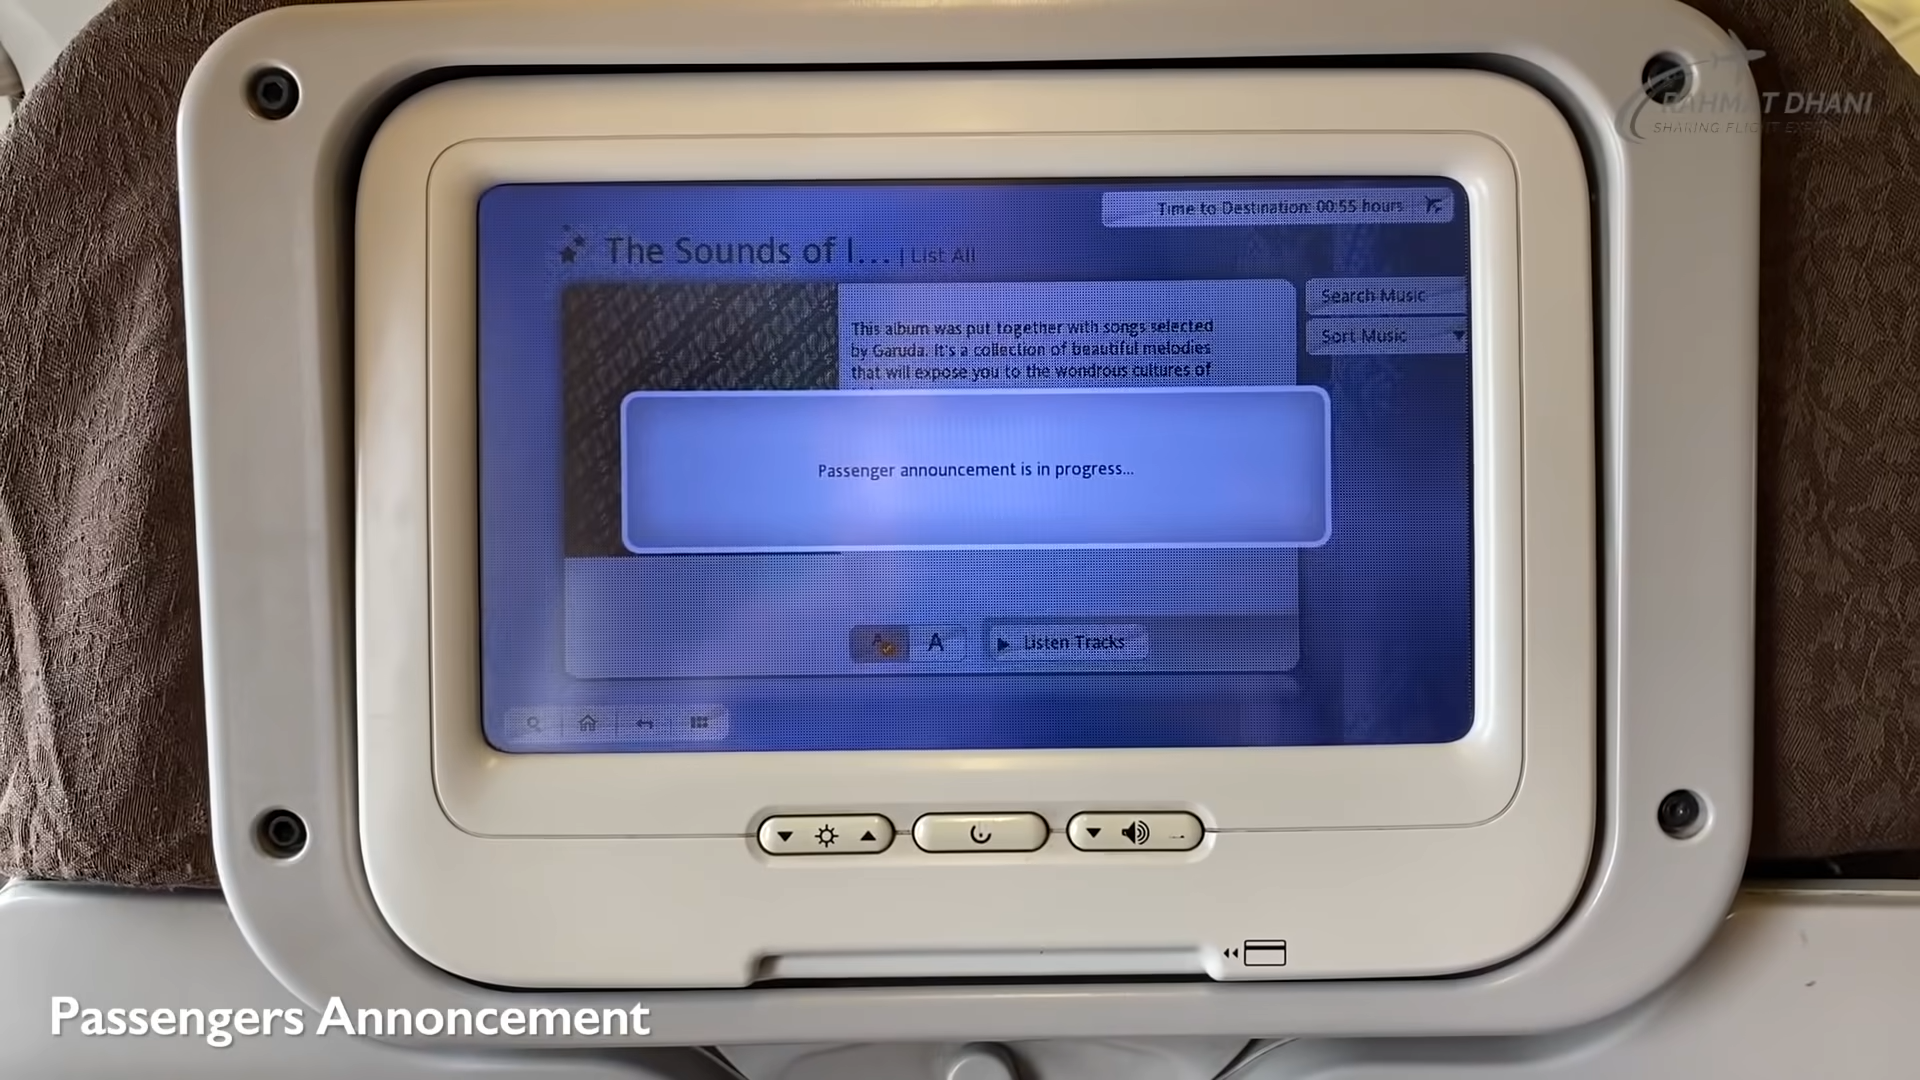 RAHMAT DHANI
SHARING FLIGHT
Time to Destination: 00:55 hours
The Sounds of I... | List All
Search Music
Sort Music
This album was put together with songs selected
by Garuda. It's a collection of beautiful melodies
that will expose you to the wondrous cultures of
Passenger announcement is in progress...
A
A
Listen Tracks
Passengers Annoncement